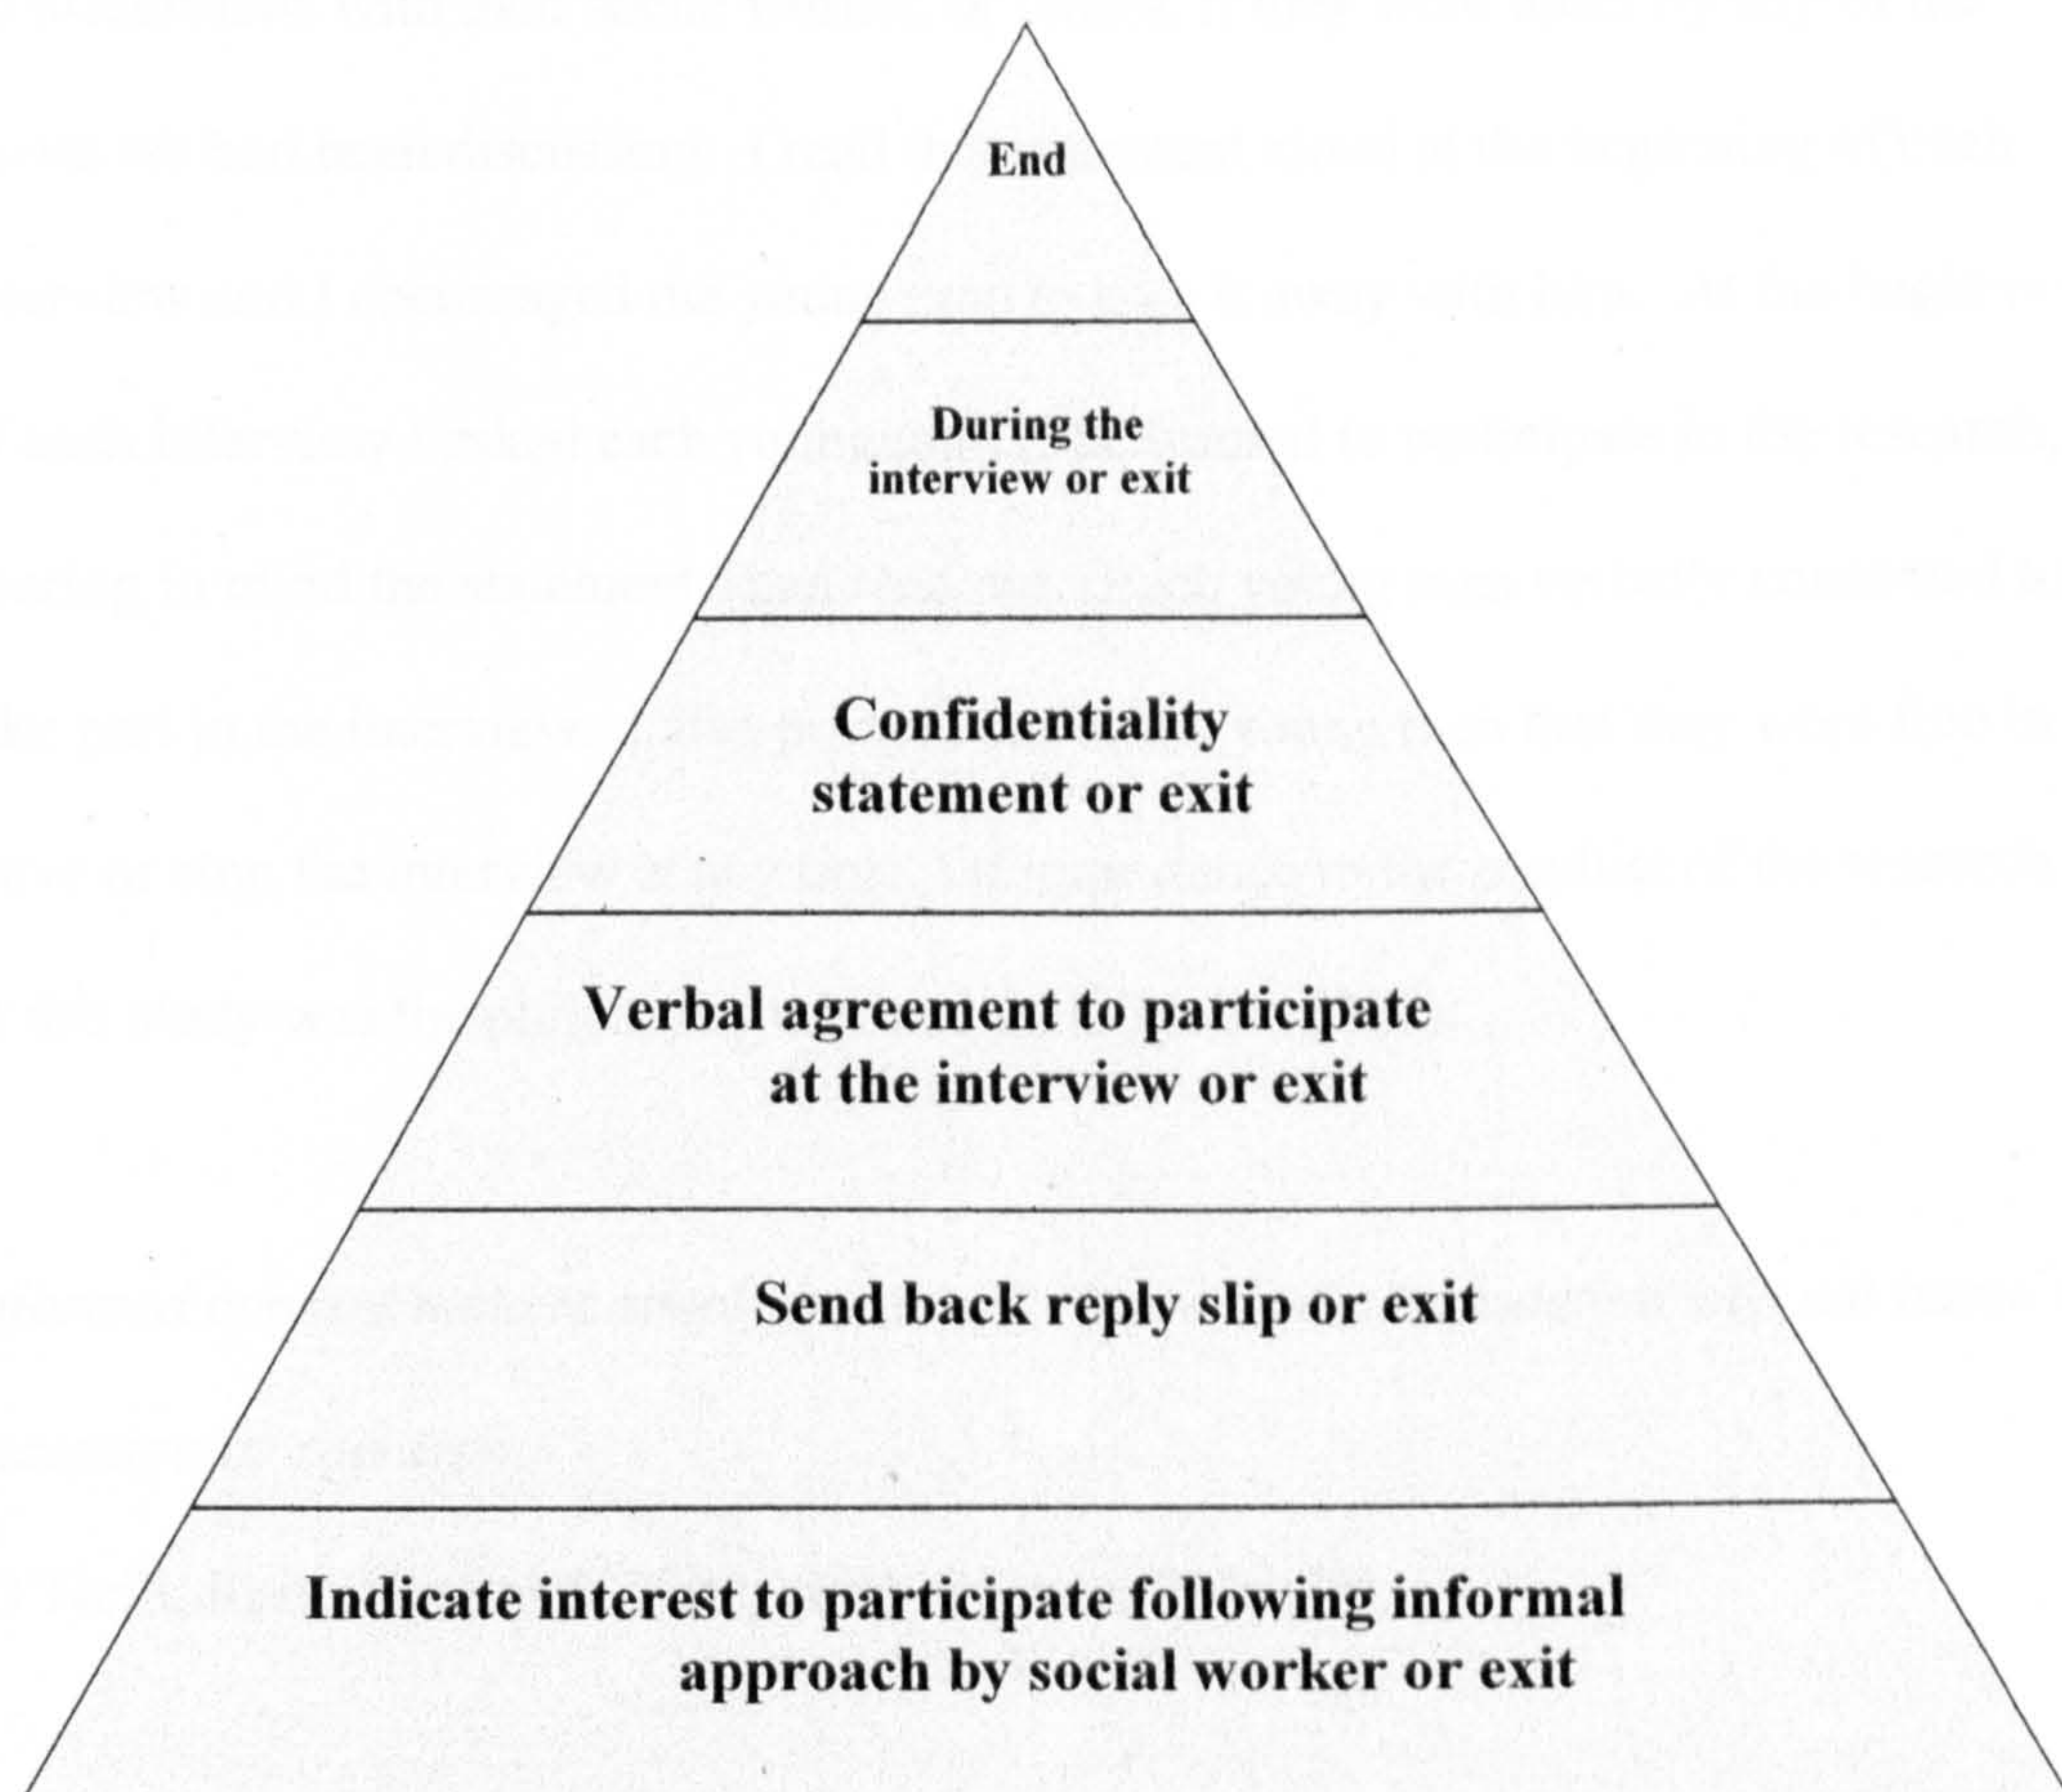 End
During the
interview or exit
Confidentiality
statement or exit
Verbal agreement to participate
at the interview or exit
Send back reply slip or exit
Indicate interest to participate following informal
approach by social worker or exit